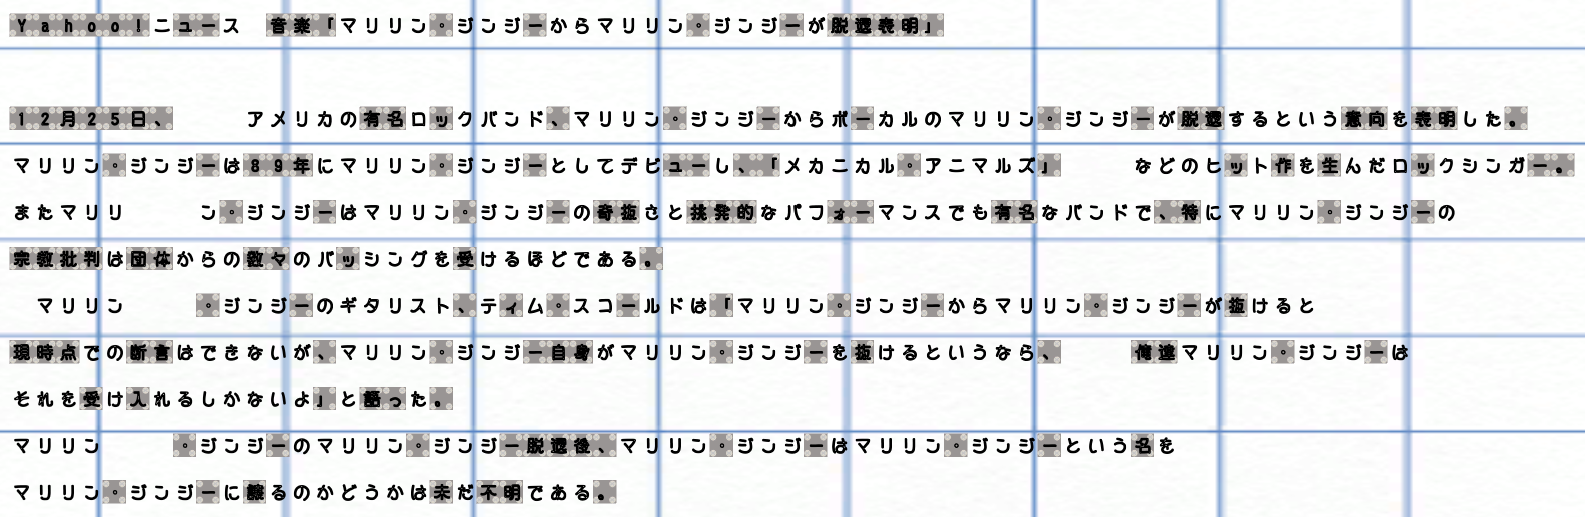 Yahoo!ニュース　音楽「マリリン・ジンジーからマリリン・ジンジーが脱退表明」
12月25日、　　　アメリカの有名ロックバンド、マリリン・ジンジーからボーカルのマリリン・ジンジーが脱退するという意向を表明した。
マリリン・ジンジーは89年にマリリン・ジンジーとしてデビューし、「メカニカル・アニマルズ」　　　などのヒット作を生んだロックシンガー。
またマリリ　　　ン・ジンジーはマリリン・ジンジーの奇抜さと挑発的なパフォーマンスでも有名なバンドで、特にマリリン・ジンジーの
宗教批判は団体からの数々のバッシングを受けるほどである。
　マリリン　　　・ジンジーのギタリスト、ティム・スコールドは「マリリン・ジンジーからマリリン・ジンジーが抜けると
現時点での断言はできないが、マリリン・ジンジー自身がマリリン・ジンジーを抜けるというなら、　　　俺達マリリン・ジンジーは
それを受け入れるしかないよ」と語った。
マリリン　　　・ジンジーのマリリン・ジンジー脱退後、マリリン・ジンジーはマリリン・ジンジーという名を
マリリン・ジンジーに譲るのかどうかは未だ不明である。